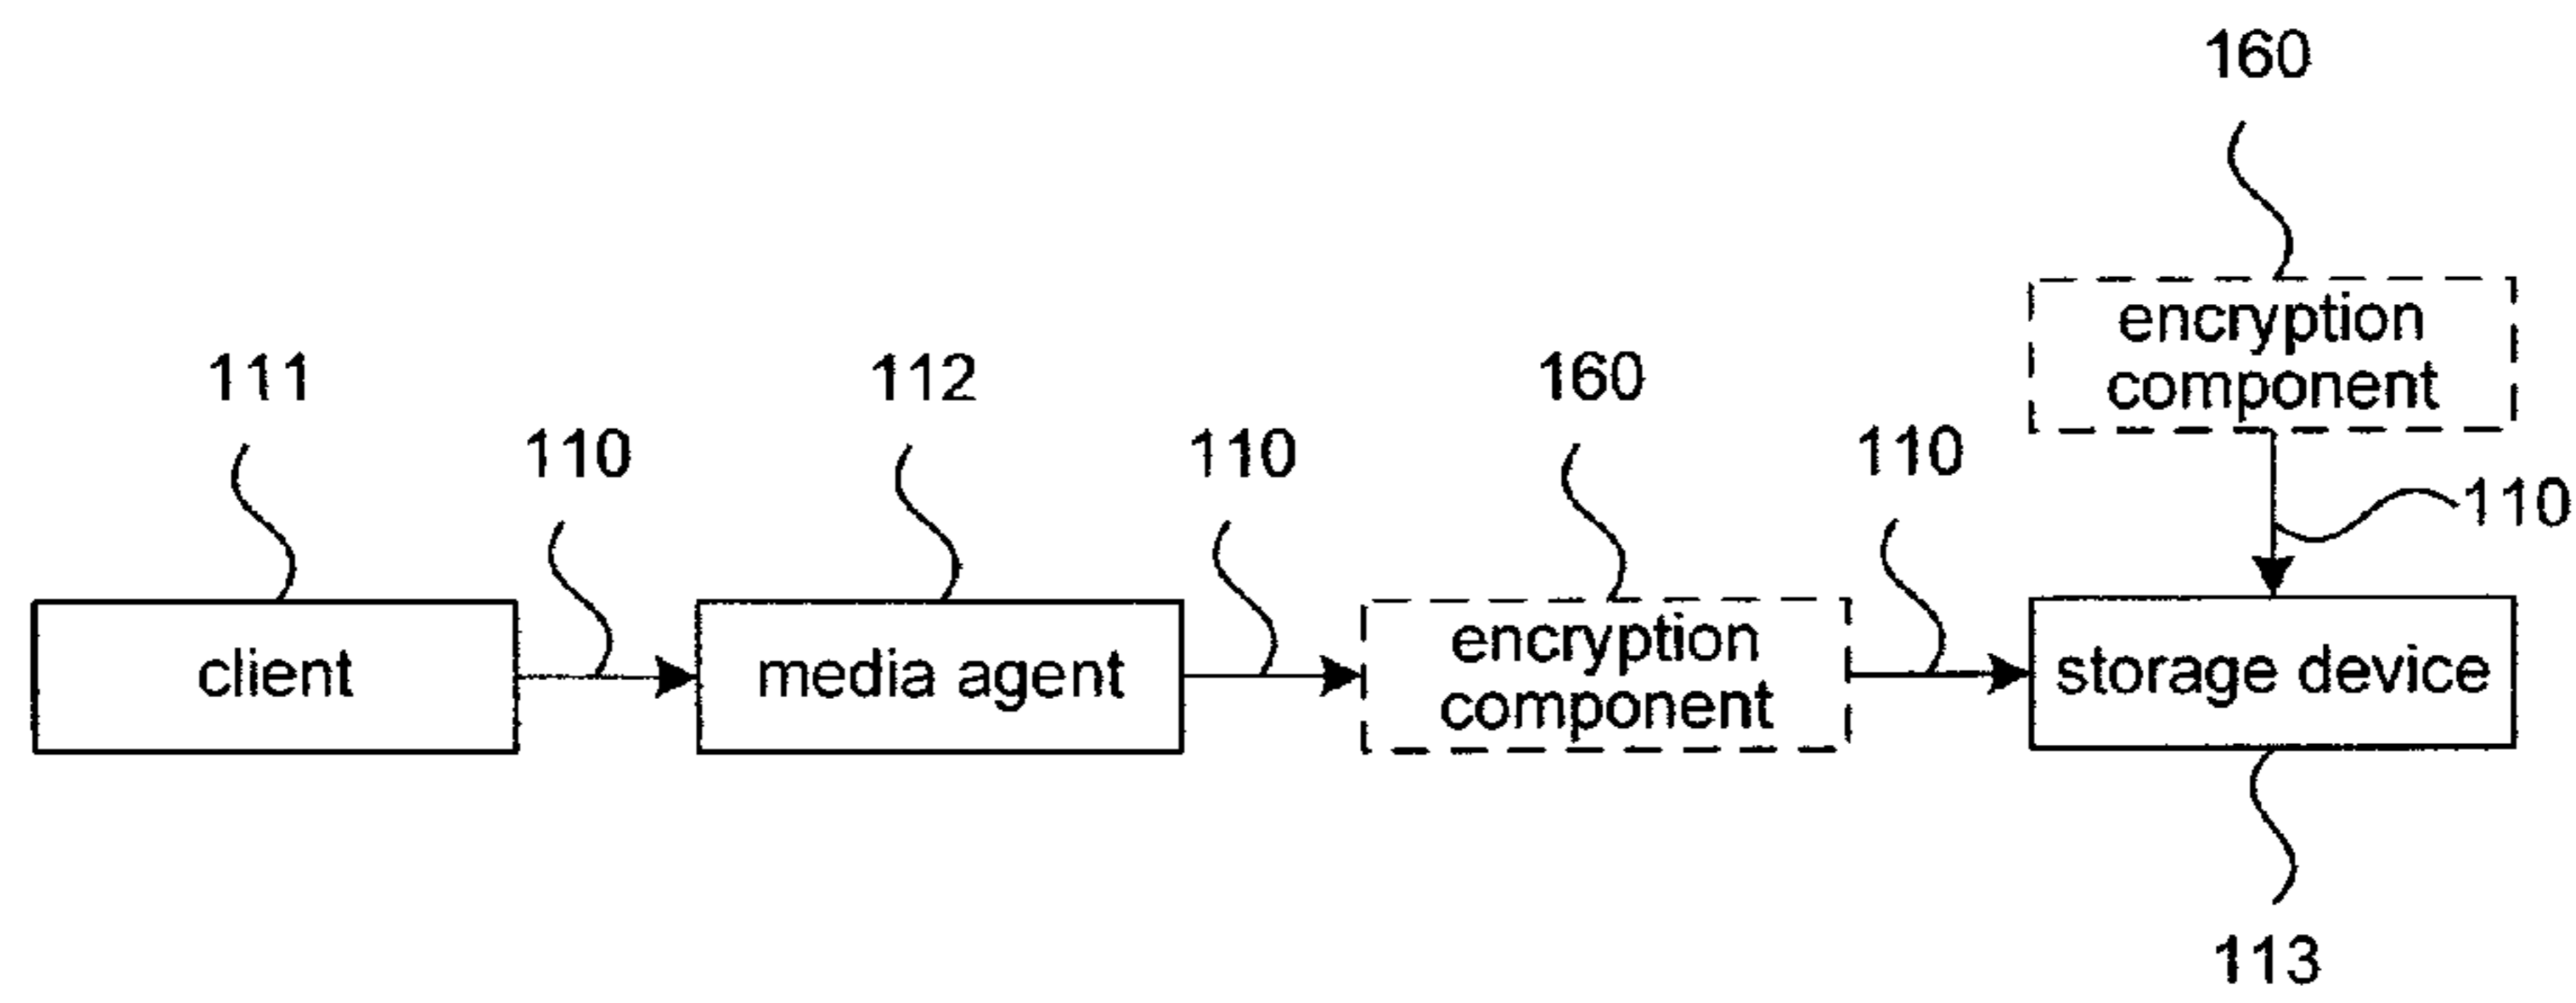 160
encryption
component
111
110
112
110
160
110
110
client
media agent
encryption
component
storage device
113